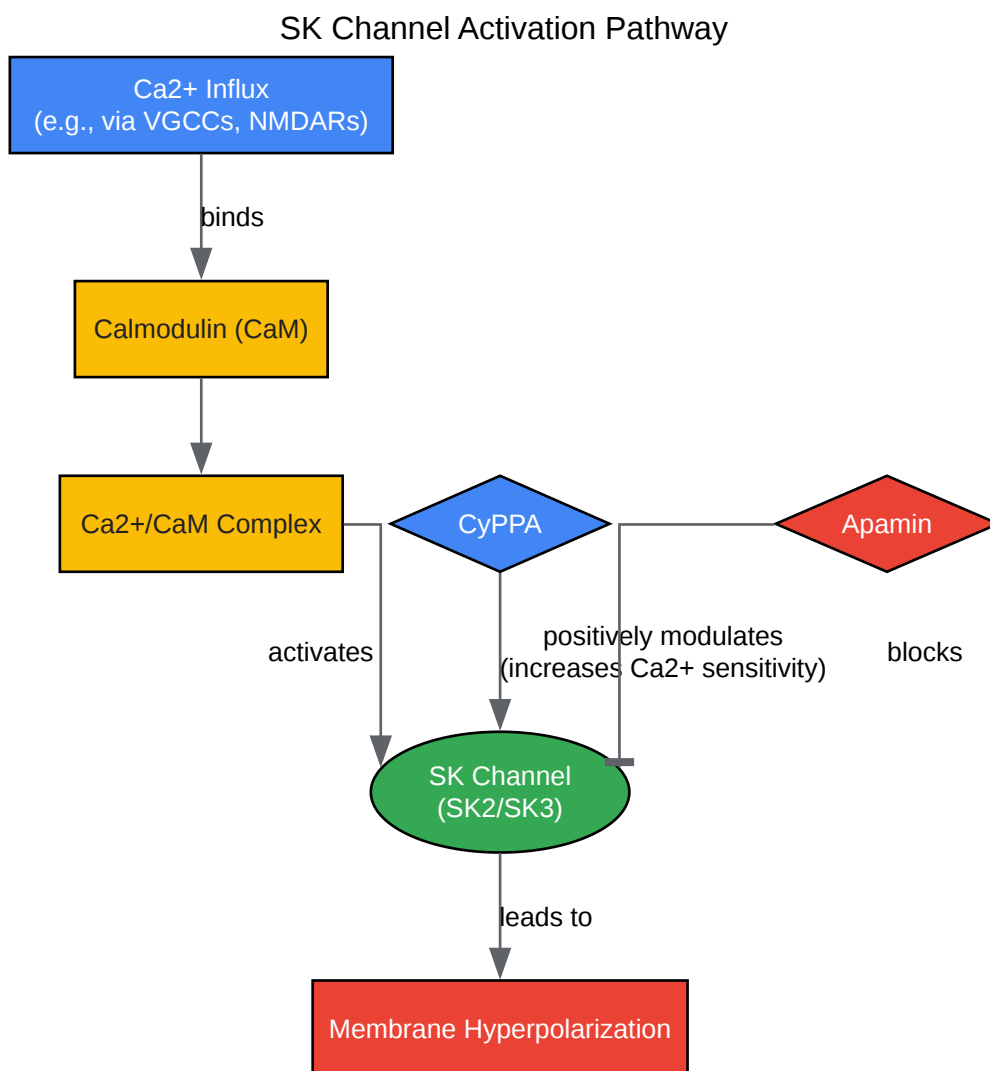 SK Channel Activation Pathway
Ca2+ Influx
(e.g., via VGCCs, NMDARs)
binds
Calmodulin (CaM)
Ca2+/CaM Complex
CyPPA
Apamin
activates
positively modulates
(increases Ca2+ sensitivity)
blocks
SK Channel
(SK2/SK3)
leads to
Membrane Hyperpolarization